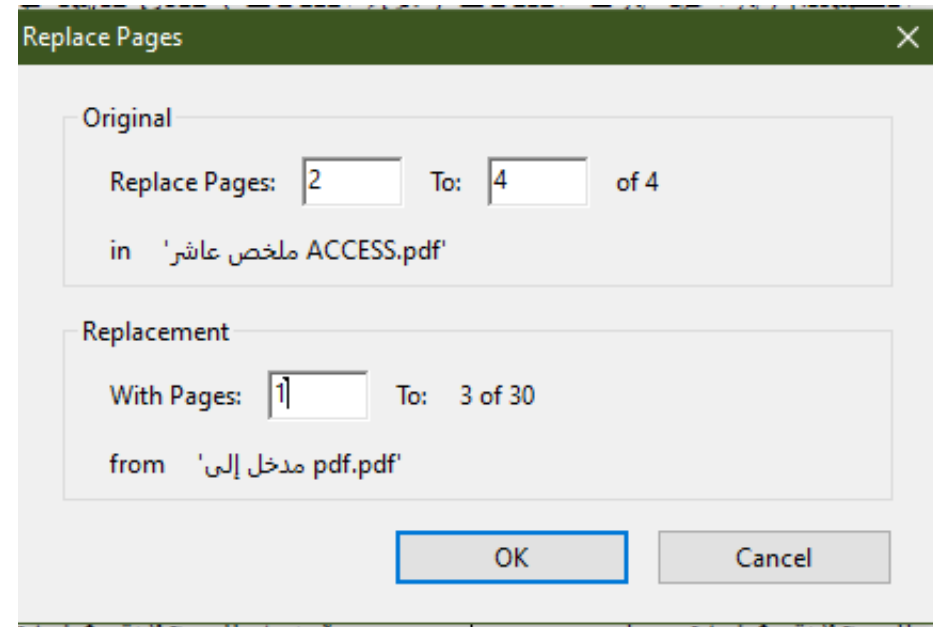 Replace Pages
Original
Replace Pages: 2 To: 4 of 4
in 'ملخص عاشر ACCESS.pdf'
Replacement
With Pages: 1 To: 3 of 30
from 'مدخل إلى pdf.pdf'
OK Cancel